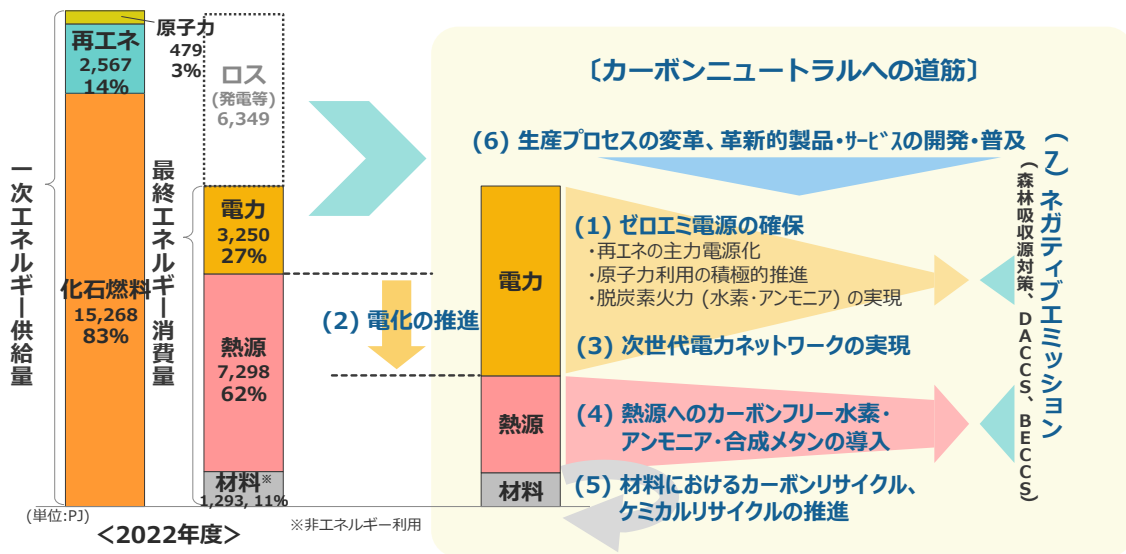 一次エネルギー供給量
原子力
479
3%
再エネ
2,567
14%
化石燃料
15,268
83%
最終エネルギー消費量
ロス
(発電等)
6,349
電力
3,250
27%
熱源
7,298
62%
材料※
1,293, 11%
(単位:PJ)
<2022年度>
※非エネルギー利用
(2) 電化の推進
〔カーボンニュートラルへの道筋〕
(6) 生産プロセスの変革、革新的製品・ｻｰﾋﾞｽの開発・普及
電力
(1) ゼロエミ電源の確保
・再エネの主力電源化
・原子力利用の積極的推進
・脱炭素火力 (水素・アンモニア) の実現
(3) 次世代電力ネットワークの実現
熱源
(4) 熱源へのカーボンフリー水素・
アンモニア・合成メタンの導入
材料
(5) 材料におけるカーボンリサイクル、
ケミカルリサイクルの推進
(7) ネガティブエミッション
(森林吸収源対策、DACCS、BECCS)